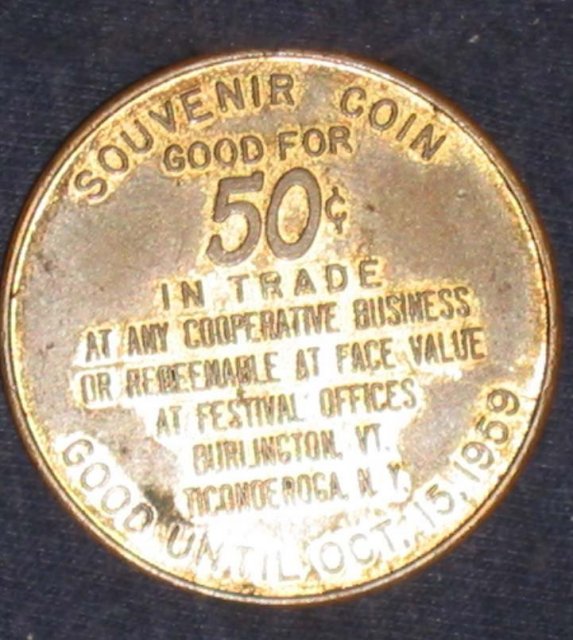 SOUVENIR COIN
GOOD FOR
50¢
IN TRADE
AT ANY COOPERATIVE BUSINESS
OR REDEEMABLE AT FACE VALUE
AT FESTIVAL OFFICES
BURLINGTON, VT.
TICONDEROGA, N.Y.
GOOD UNTIL OCT. 15, 1959